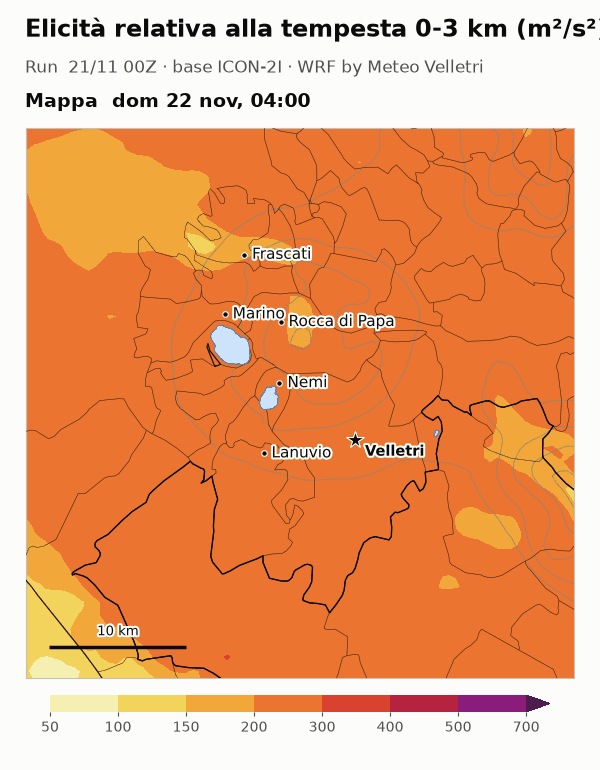 Elicità relativa alla tempesta 0-3 km (m²/s²)
Run  21/11 00Z · base ICON-2I · WRF by Meteo Velletri
Mappa  dom 22 nov, 04:00
Frascati
Marino
Rocca di Papa
Nemi
Velletri
Lanuvio
10 km
50 100 150 200 300 400 500 700